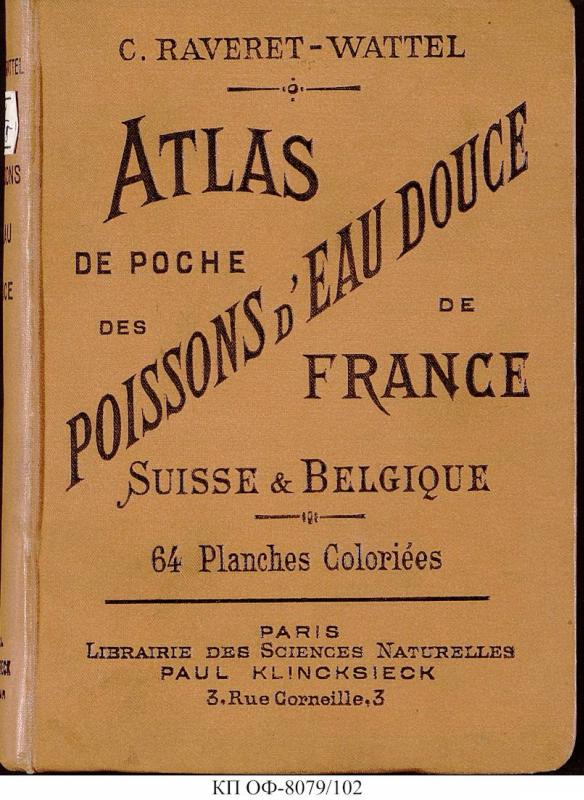 C. RAVERET-WATTEL
ATLAS
DE POCHE
DES
POISSONS D'EAU DOUCE
DE
FRANCE
SUISSE & BELGIQUE
64 Planches Coloriées
PARIS
LIBRAIRIE DES SCIENCES NATURELLES
PAUL KLINCKSIECK
3. Rue Corneille, 3
КП ОФ-8079/102